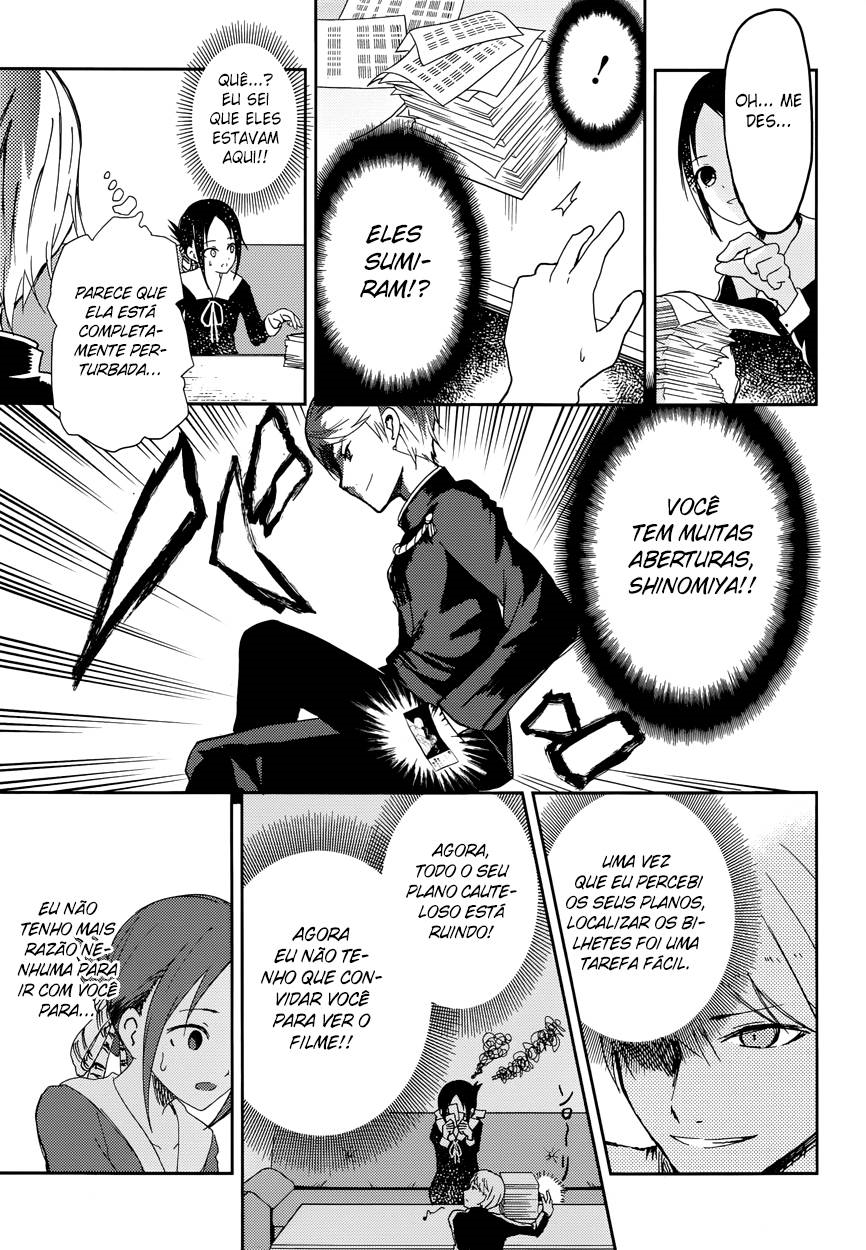 OH... ME
DES...
!
ELES
SUMI-
RAM!?
QUÊ...?
EU SEI
QUE ELES
ESTAVAM
AQUI!!
PARECE QUE
ELA ESTÁ
COMPLETA-
MENTE PER-
TURBADA...
VOCÊ
TEM MUITAS
ABERTURAS,
SHINOMIYA!!
UMA VEZ
QUE EU PERCEBI
OS SEUS PLANOS,
LOCALIZAR OS BI-
LHETES FOI UMA
TAREFA FÁCIL.
AGORA,
TODO O SEU
PLANO CAUTE-
LOSO ESTÁ
RUINDO!
AGORA
EU NÃO TE-
NHO QUE CON-
VIDAR VOCÊ
PARA VER O
FILME!!
EU NÃO
TENHO MAIS
RAZÃO NE-
NHUMA PARA
IR COM VOCÊ
PARA...